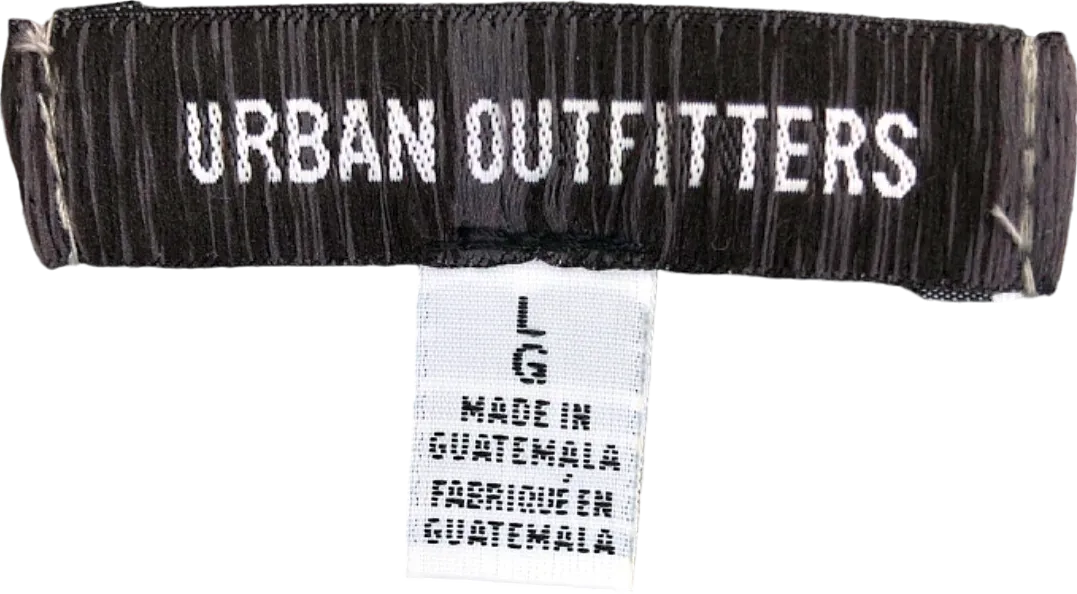 URBAN OUTFITTERS
L
G
MADE IN
GUATEMALA
FABRIQUÉ EN
GUATEMALA